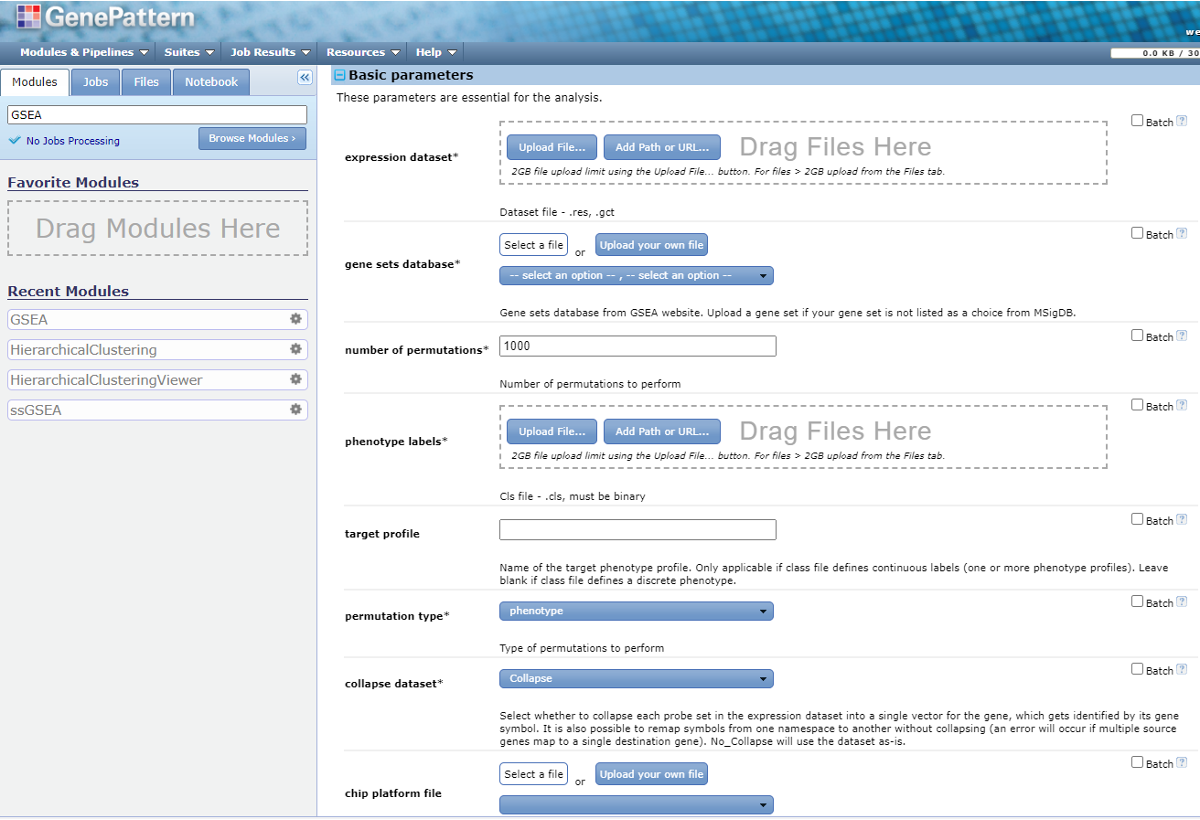 GenePattern
we
Modules & Pipelines Suites Job Results Resources Help
0.0 KB / 30
Modules Jobs Files Notebook «
GSEA
No Jobs Processing
Browse Modules >
Favorite Modules
Drag Modules Here
Recent Modules
GSEA
HierarchicalClustering
HierarchicalClusteringViewer
ssGSEA
Basic parameters
These parameters are essential for the analysis.
Batch ?
expression dataset*
Upload File... Add Path or URL... Drag Files Here
2GB file upload limit using the Upload File... button. For files > 2GB upload from the Files tab.
Dataset file - .res, .gct
Batch ?
gene sets database*
Select a file or Upload your own file
-- select an option -- , -- select an option --
Gene sets database from GSEA website. Upload a gene set if your gene set is not listed as a choice from MSigDB.
Batch ?
number of permutations* 1000
Number of permutations to perform
Batch ?
phenotype labels*
Upload File... Add Path or URL... Drag Files Here
2GB file upload limit using the Upload File... button. For files > 2GB upload from the Files tab.
Cls file - .cls, must be binary
Batch ?
target profile
Name of the target phenotype profile. Only applicable if class file defines continuous labels (one or more phenotype profiles). Leave
blank if class file defines a discrete phenotype.
Batch ?
permutation type* phenotype
Type of permutations to perform
Batch ?
collapse dataset* Collapse
Select whether to collapse each probe set in the expression dataset into a single vector for the gene, which gets identified by its gene
symbol. It is also possible to remap symbols from one namespace to another without collapsing (an error will occur if multiple source
genes map to a single destination gene). No_Collapse will use the dataset as-is.
Batch ?
chip platform file
Select a file or Upload your own file